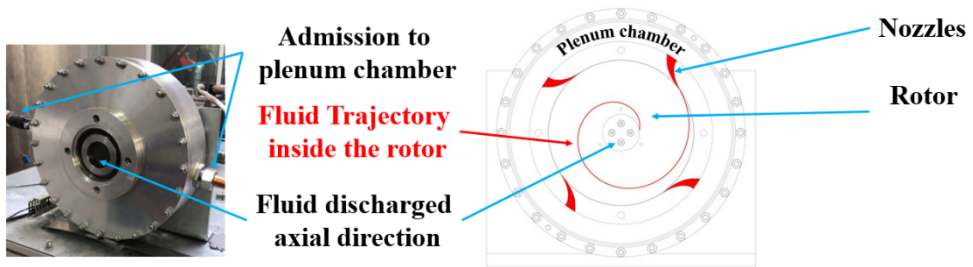 Admission to
plenum chamber
Fluid Trajectory
inside the rotor
Fluid discharged
axial direction
Plenum chamber
Nozzles
Rotor